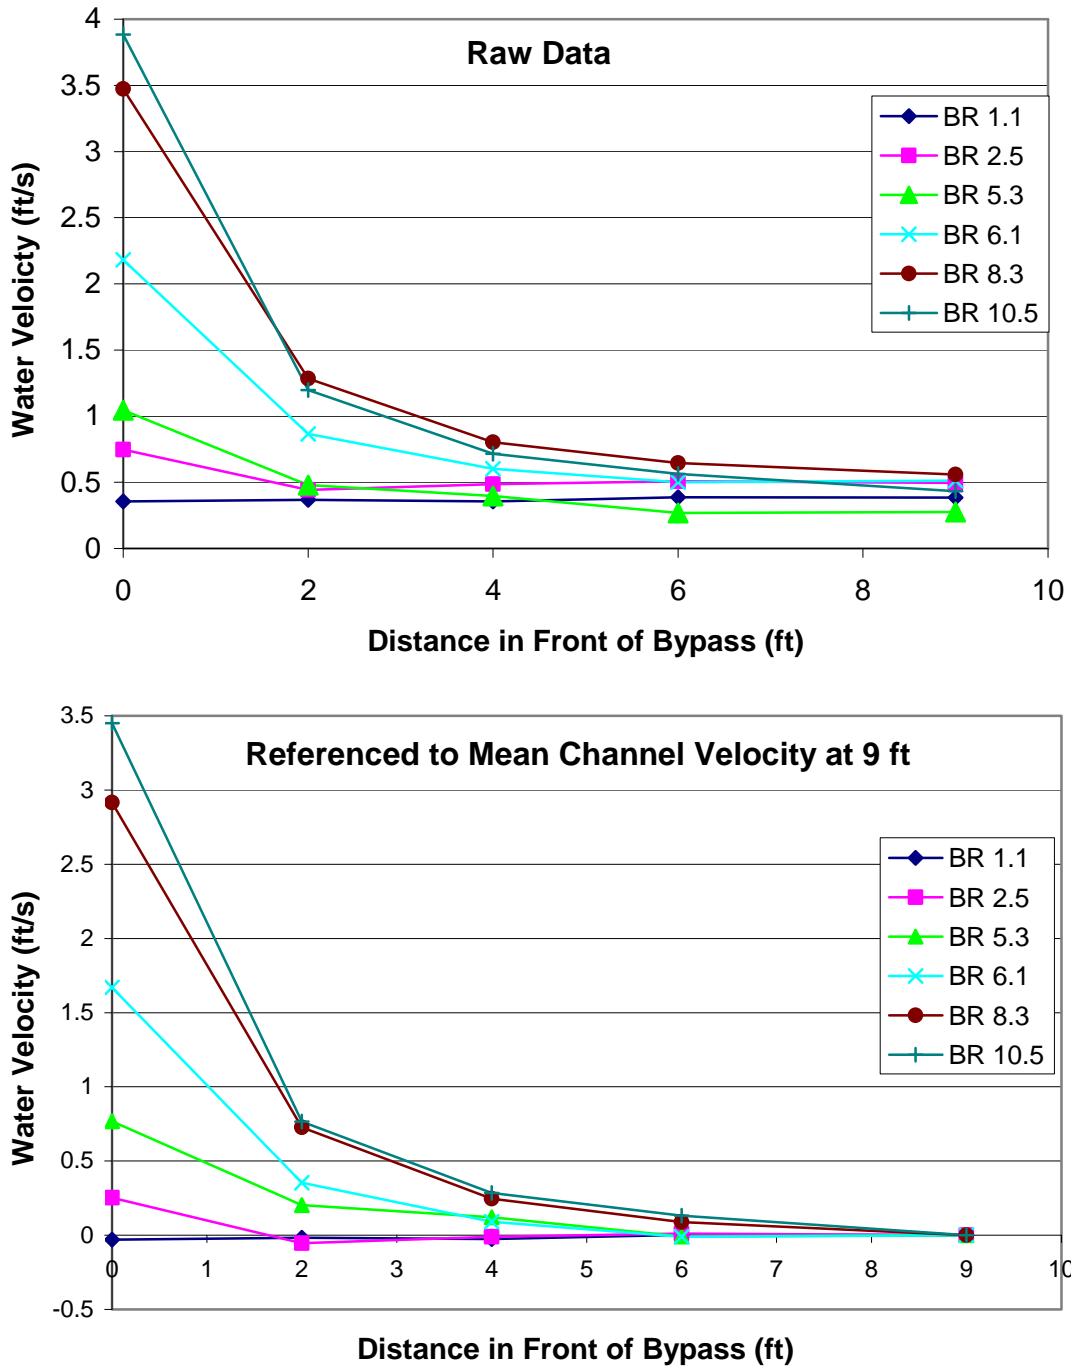 Raw Data
4
3.5
3
2.5
2
1.5
1
0.5
0
Water Veloicty (ft/s)
BR 1.1
BR 2.5
BR 5.3
BR 6.1
BR 8.3
BR 10.5
0 2 4 6 8 10
Distance in Front of Bypass (ft)
Referenced to Mean Channel Velocity at 9 ft
3.5
3
2.5
2
1.5
1
0.5
0
-0.5
Water Velocity (ft/s)
BR 1.1
BR 2.5
BR 5.3
BR 6.1
BR 8.3
BR 10.5
0 1 2 3 4 5 6 7 8 9 10
Distance in Front of Bypass (ft)